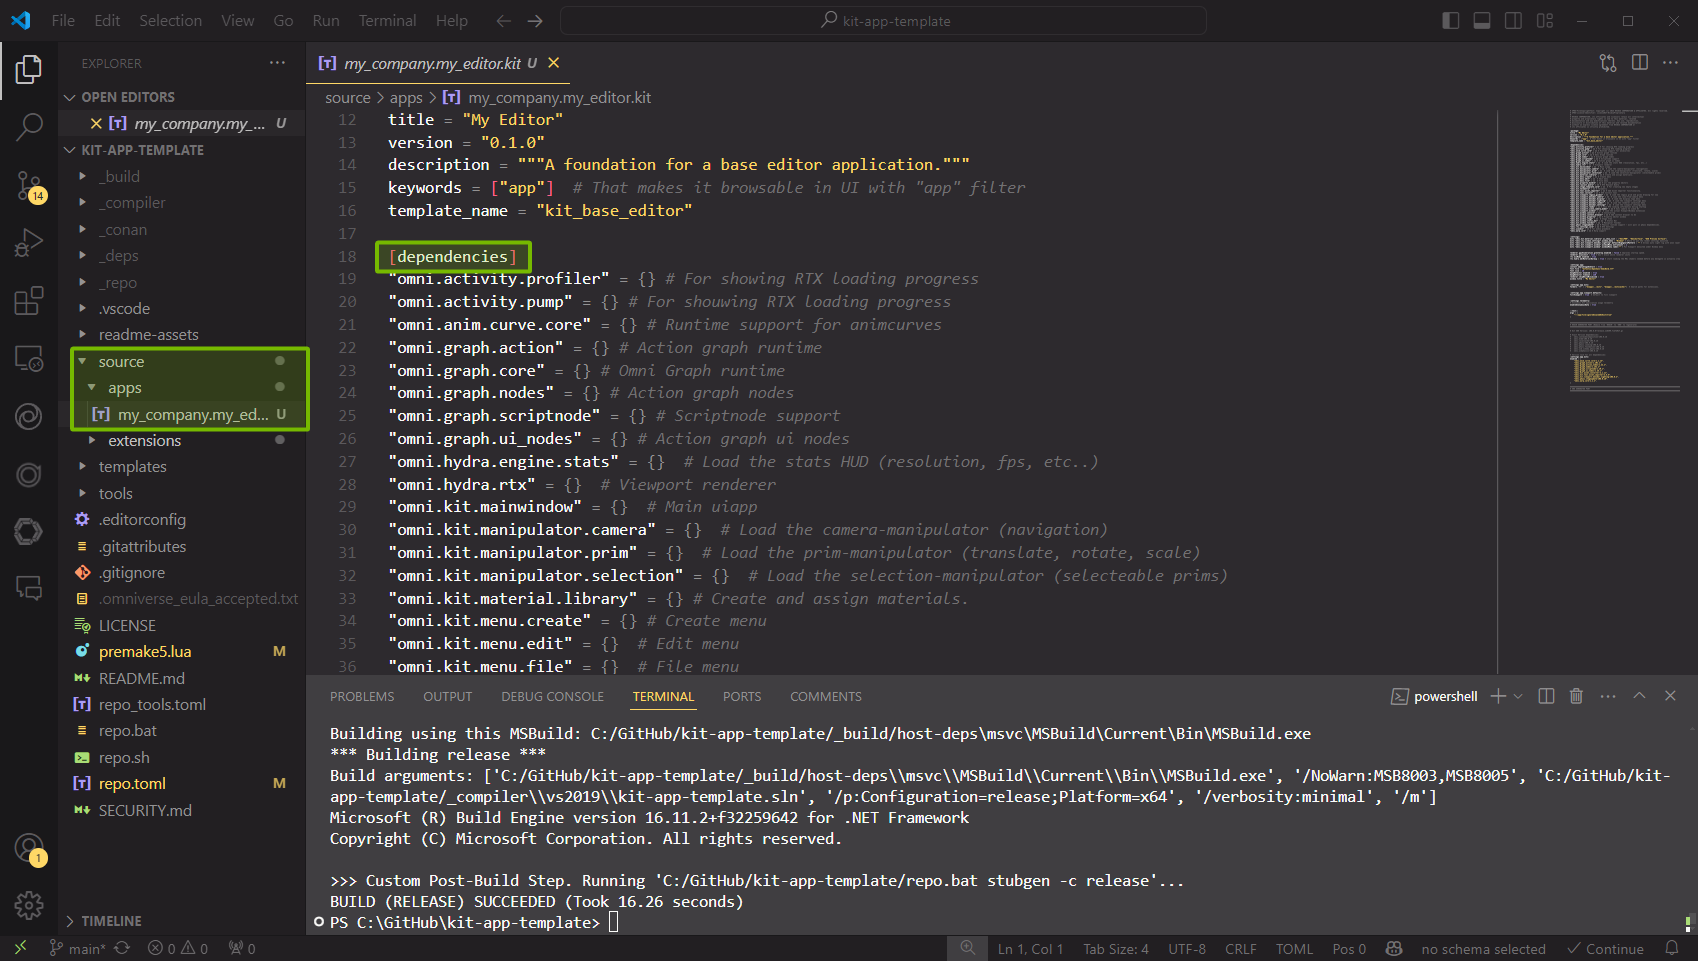 File Edit Selection View Go Run Terminal Help
kit-app-template
EXPLORER
OPEN EDITORS
[T] my_company.my_... U
KIT-APP-TEMPLATE
_build
_compiler
_conan
_deps
_repo
.vscode
readme-assets
source
apps
[T] my_company.my_ed... U
extensions
templates
tools
.editorconfig
.gitattributes
.gitignore
.omniverse_eula_accepted.txt
LICENSE
premake5.lua M
README.md
[T] repo_tools.toml
repo.bat
repo.sh
[T] repo.toml M
SECURITY.md
TIMELINE
14
1
[T] my_company.my_editor.kit U
source > apps > [T] my_company.my_editor.kit
12 title = "My Editor"
13 version = "0.1.0"
14 description = """A foundation for a base editor application."""
15 keywords = ["app"] # That makes it browsable in UI with "app" filter
16 template_name = "kit_base_editor"
17
18 [dependencies]
19 "omni.activity.profiler" = {} # For showing RTX loading progress
20 "omni.activity.pump" = {} # For shouwing RTX loading progress
21 "omni.anim.curve.core" = {} # Runtime support for animcurves
22 "omni.graph.action" = {} # Action graph runtime
23 "omni.graph.core" = {} # Omni Graph runtime
24 "omni.graph.nodes" = {} # Action graph nodes
25 "omni.graph.scriptnode" = {} # Scriptnode support
26 "omni.graph.ui_nodes" = {} # Action graph ui nodes
27 "omni.hydra.engine.stats" = {} # Load the stats HUD (resolution, fps, etc..)
28 "omni.hydra.rtx" = {} # Viewport renderer
29 "omni.kit.mainwindow" = {} # Main uiapp
30 "omni.kit.manipulator.camera" = {} # Load the camera-manipulator (navigation)
31 "omni.kit.manipulator.prim" = {} # Load the prim-manipulator (translate, rotate, scale)
32 "omni.kit.manipulator.selection" = {} # Load the selection-manipulator (selecteable prims)
33 "omni.kit.material.library" = {} # Create and assign materials.
34 "omni.kit.menu.create" = {} # Create menu
35 "omni.kit.menu.edit" = {} # Edit menu
36 "omni.kit.menu.file" = {} # File menu
PROBLEMS OUTPUT DEBUG CONSOLE TERMINAL PORTS COMMENTS
powershell
Building using this MSBuild: C:/GitHub/kit-app-template/_build/host-deps\msvc\MSBuild\Current\Bin\MSBuild.exe
*** Building release ***
Build arguments: ['C:/GitHub/kit-app-template/_build/host-deps\\msvc\\MSBuild\\Current\\Bin\\MSBuild.exe', '/NoWarn:MSB8003,MSB8005', 'C:/GitHub/kit-
app-template/_compiler\\vs2019\\kit-app-template.sln', '/p:Configuration=release;Platform=x64', '/verbosity:minimal', '/m']
Microsoft (R) Build Engine version 16.11.2+f32259642 for .NET Framework
Copyright (C) Microsoft Corporation. All rights reserved.
>>> Custom Post-Build Step. Running 'C:/GitHub/kit-app-template/repo.bat stubgen -c release'...
BUILD (RELEASE) SUCCEEDED (Took 16.26 seconds)
PS C:\GitHub\kit-app-template>
main* 0 0 0
Ln 1, Col 1 Tab Size: 4 UTF-8 CRLF TOML Pos 0 no schema selected Continue